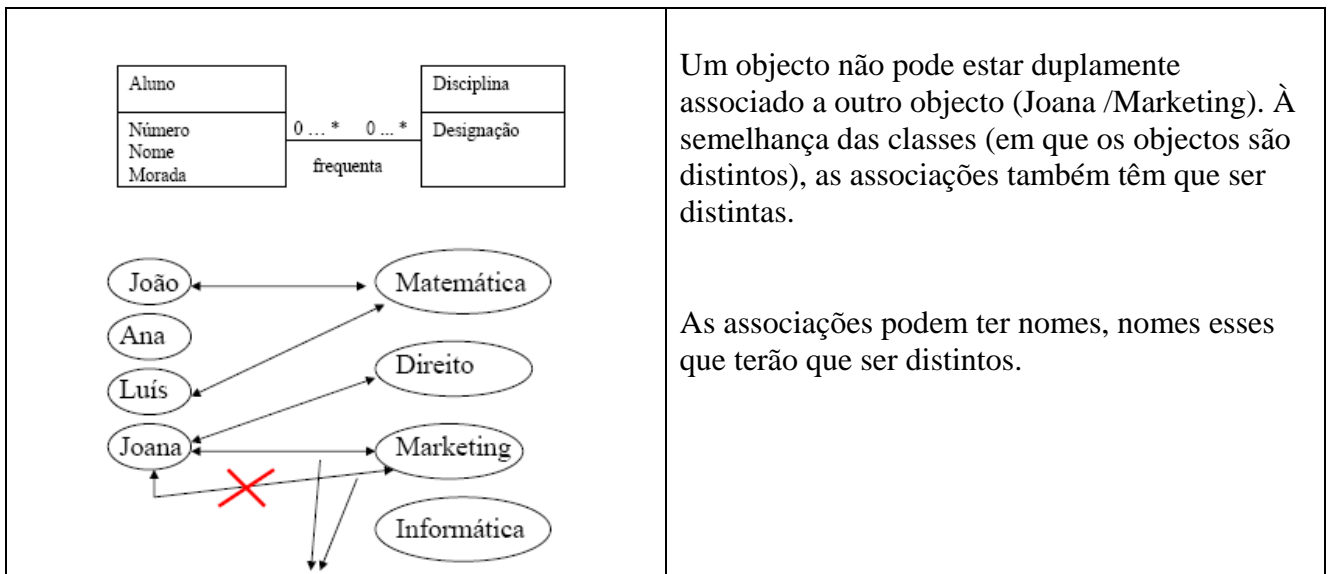 Aluno
Número
Nome
Morada
0 ... *
0 ... *
frequenta
Disciplina
Designação
João
Ana
Luís
Joana
Matemática
Direito
Marketing
Informática
Um objecto não pode estar duplamente
associado a outro objecto (Joana /Marketing). À
semelhança das classes (em que os objectos são
distintos), as associações também têm que ser
distintas.
As associações podem ter nomes, nomes esses
que terão que ser distintos.